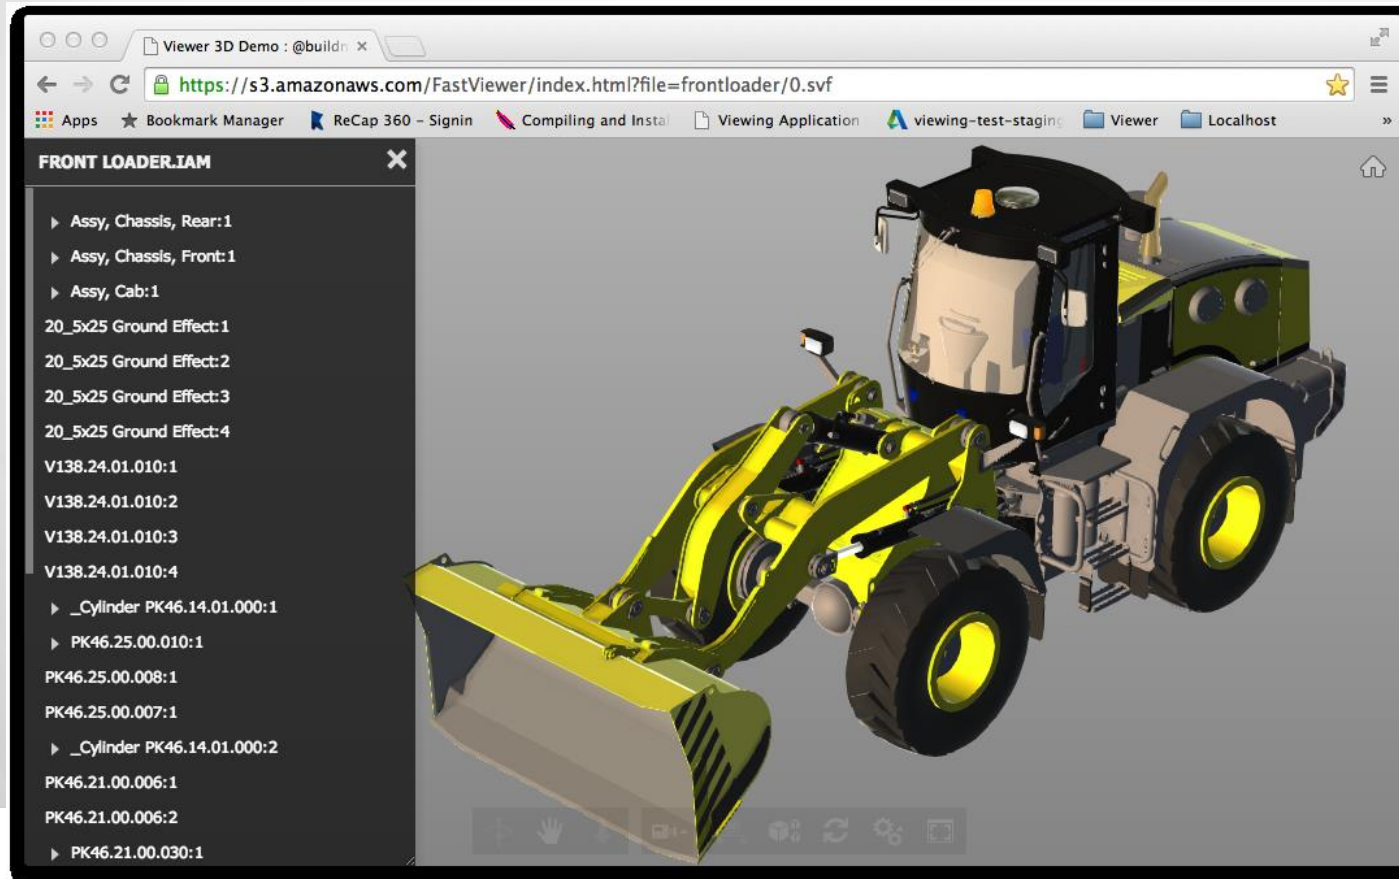 Viewer 3D Demo : @buildn
https://s3.amazonaws.com/FastViewer/index.html?file=frontloader/0.svf
Apps Bookmark Manager ReCap 360 – Signin Compiling and Instal Viewing Application viewing-test-staging Viewer Localhost »
FRONT LOADER.IAM
Assy, Chassis, Rear:1
Assy, Chassis, Front:1
Assy, Cab:1
20_5x25 Ground Effect:1
20_5x25 Ground Effect:2
20_5x25 Ground Effect:3
20_5x25 Ground Effect:4
V138.24.01.010:1
V138.24.01.010:2
V138.24.01.010:3
V138.24.01.010:4
_Cylinder PK46.14.01.000:1
PK46.25.00.010:1
PK46.25.00.008:1
PK46.25.00.007:1
_Cylinder PK46.14.01.000:2
PK46.21.00.006:1
PK46.21.00.006:2
PK46.21.00.030:1